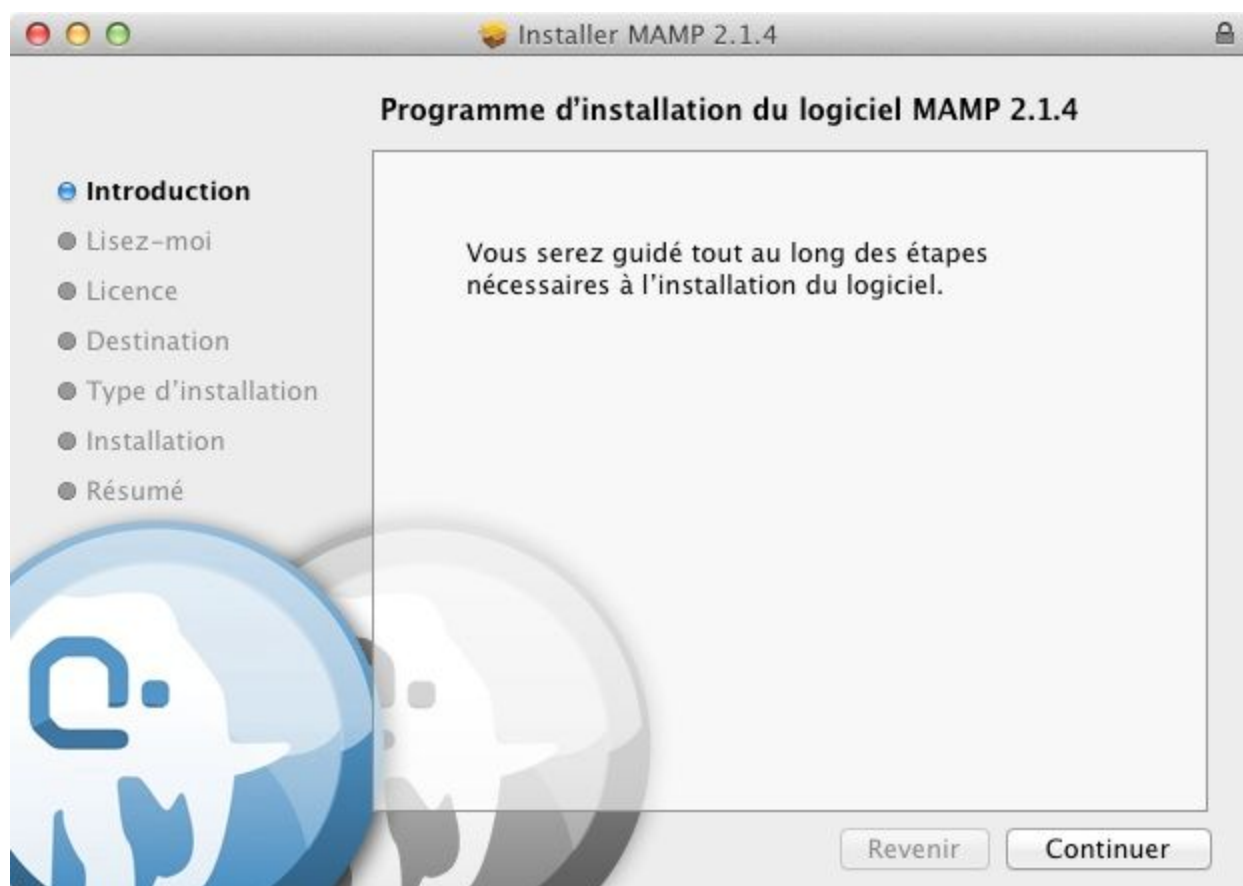 Installer MAMP 2.1.4
Programme d'installation du logiciel MAMP 2.1.4
Introduction
Lisez-moi
Licence
Destination
Type d'installation
Installation
Résumé
Vous serez guidé tout au long des étapes
nécessaires à l'installation du logiciel.
Revenir
Continuer